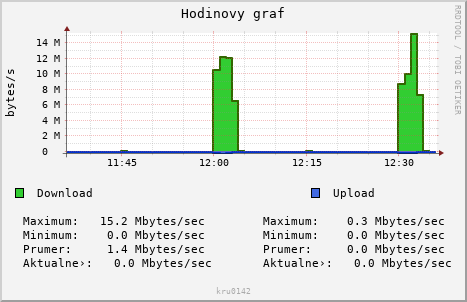 Hodinovy graf
RRDTOOL / TOBI OETIKER
bytes/s
14 M
12 M
10 M
8 M
6 M
4 M
2 M
0
11:45 12:00 12:15 12:30
Download Upload
Maximum: 15.2 Mbytes/sec Maximum: 0.3 Mbytes/sec
Minimum: 0.0 Mbytes/sec Minimum: 0.0 Mbytes/sec
Prumer: 1.4 Mbytes/sec Prumer: 0.0 Mbytes/sec
Aktualne›: 0.0 Mbytes/sec Aktualne›: 0.0 Mbytes/sec
kru0142